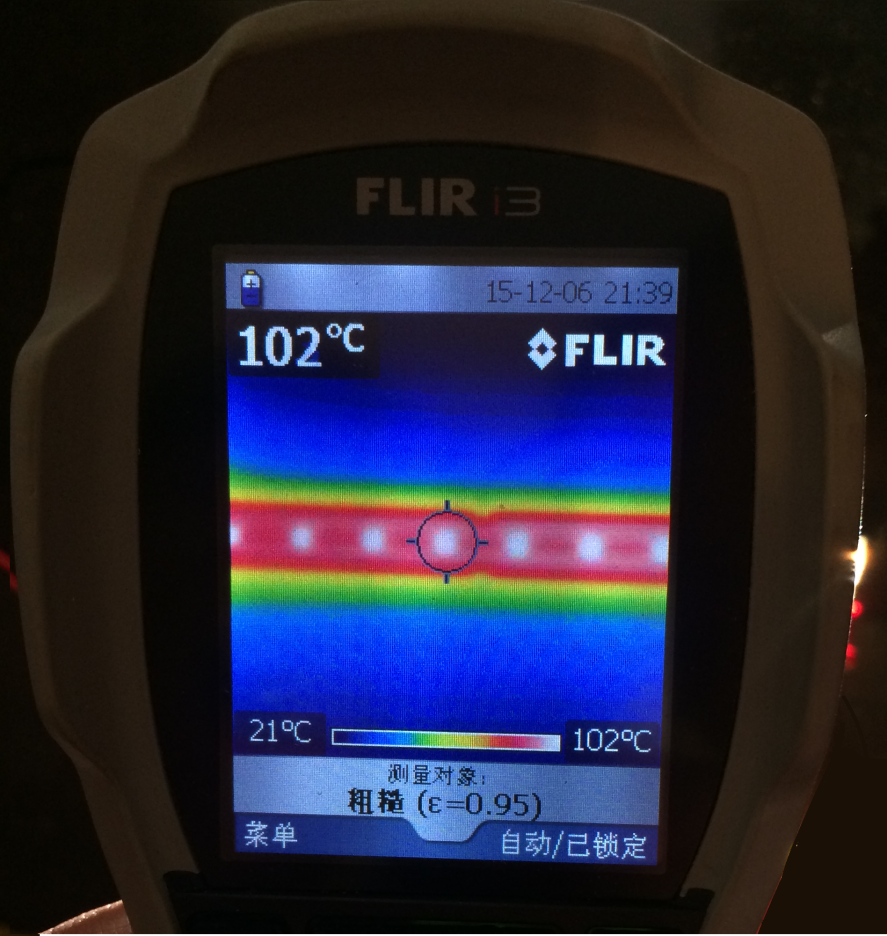 FLIR i3
15-12-06 21:39
102°C FLIR
21°C 102°C
测量对象:
粗糙 (ε=0.95)
菜单 自动/已锁定